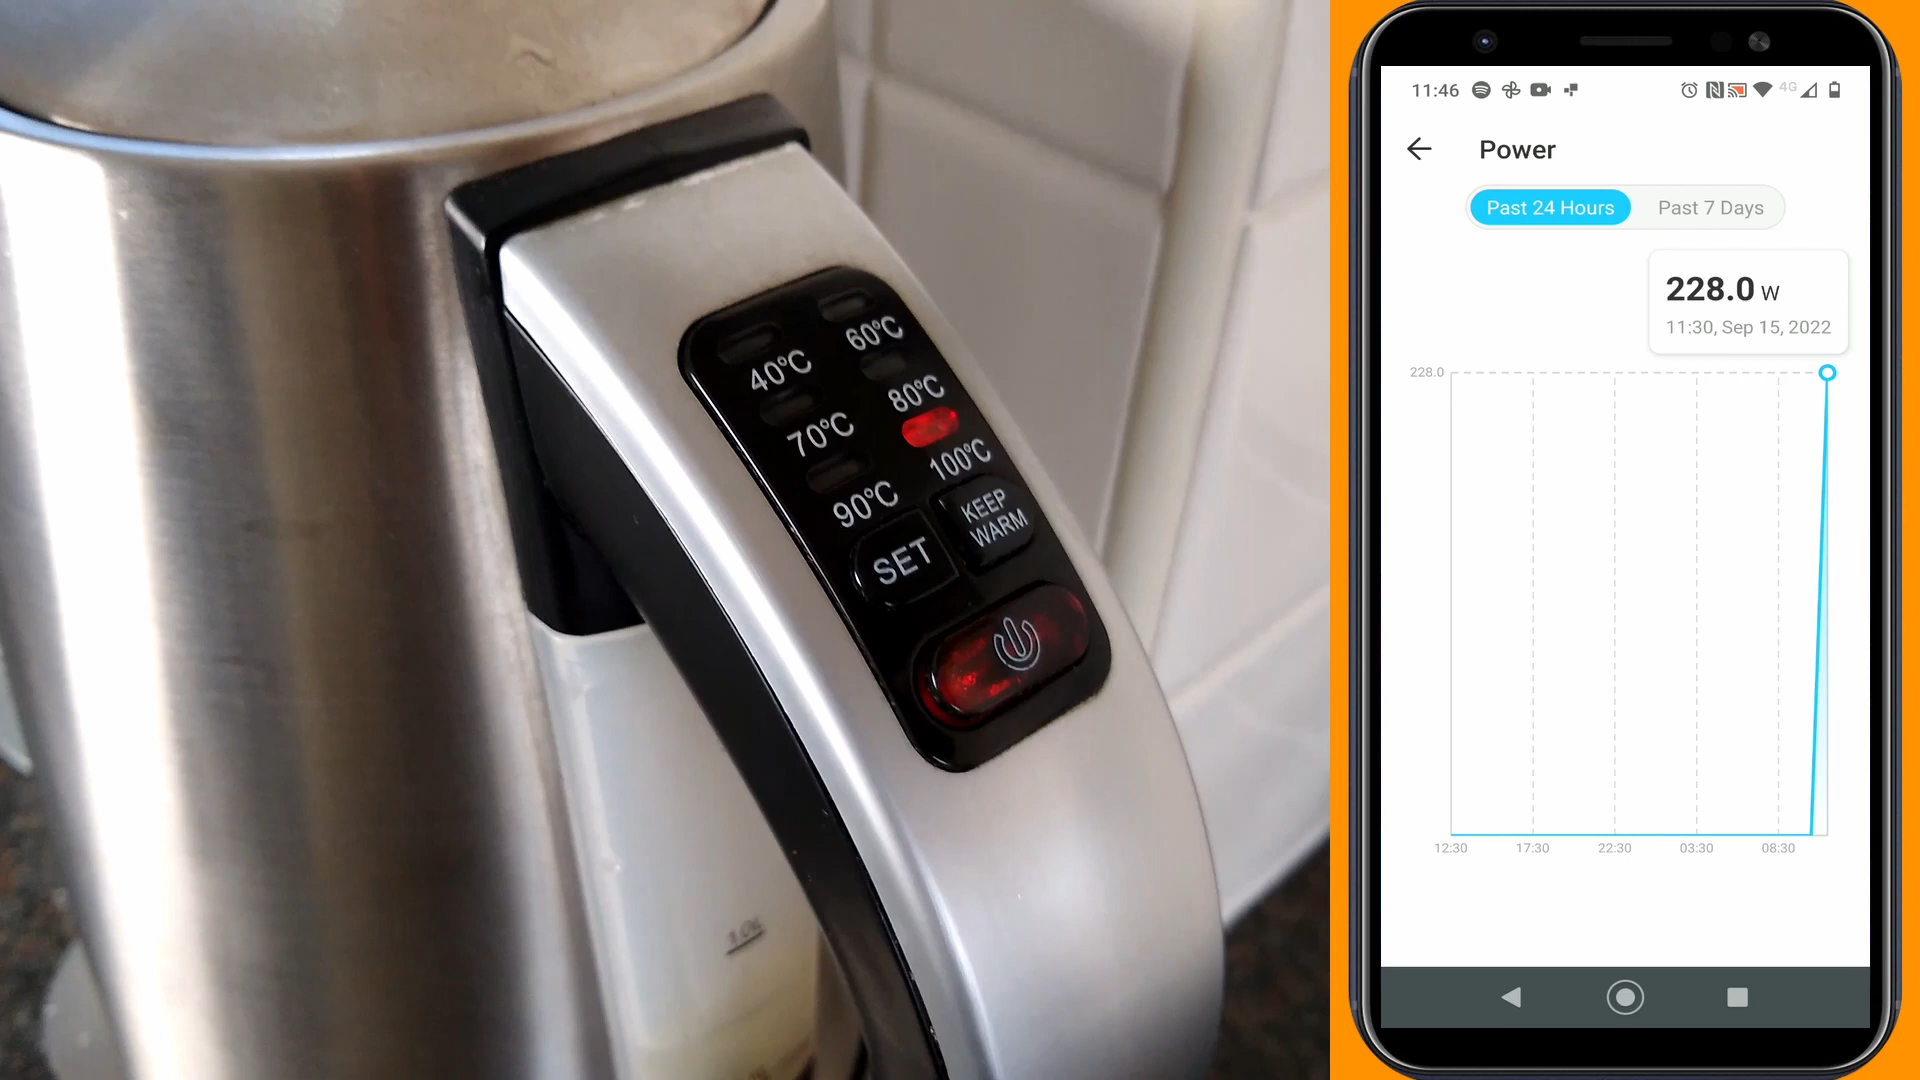 40°C
60°C
70°C
80°C
90°C
100°C
SET
KEEP
WARM
11:46
4G
Power
Past 24 Hours
Past 7 Days
228.0 W
11:30, Sep 15, 2022
228.0
12:30
17:30
22:30
03:30
08:30